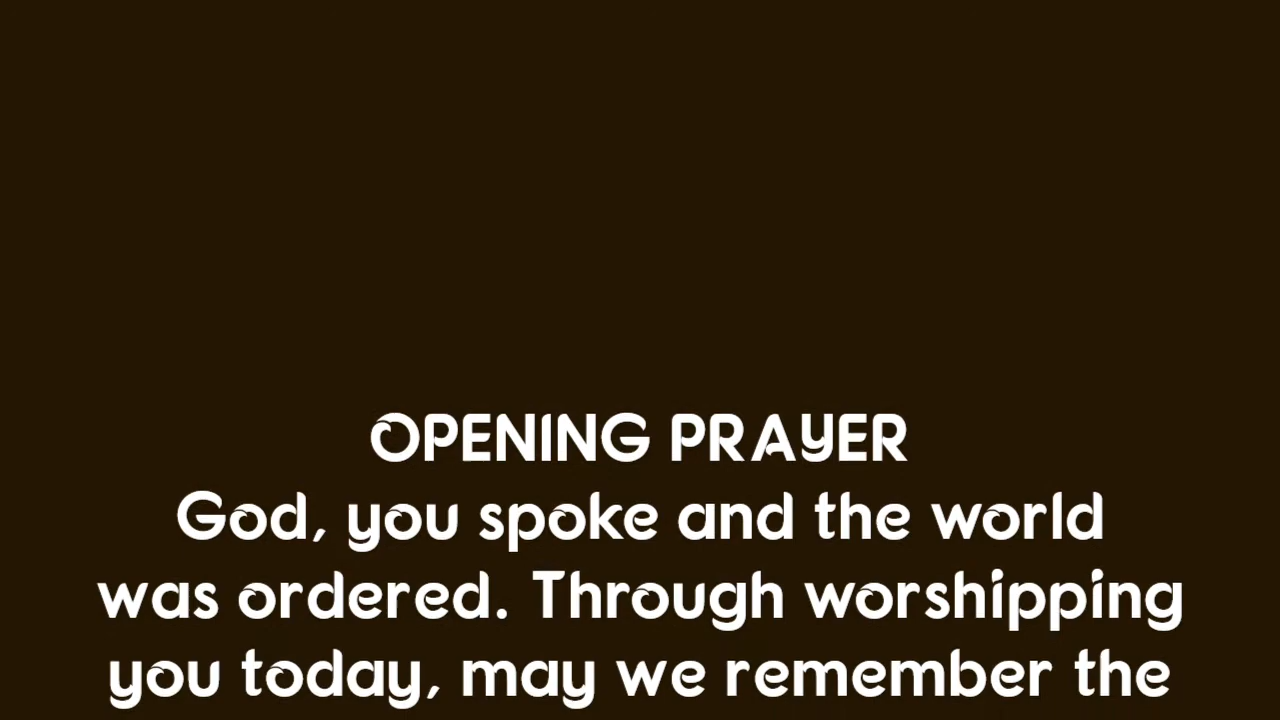 OPENING PRAYER
God, you spoke and the world
was ordered. Through worshipping
you today, may we remember the